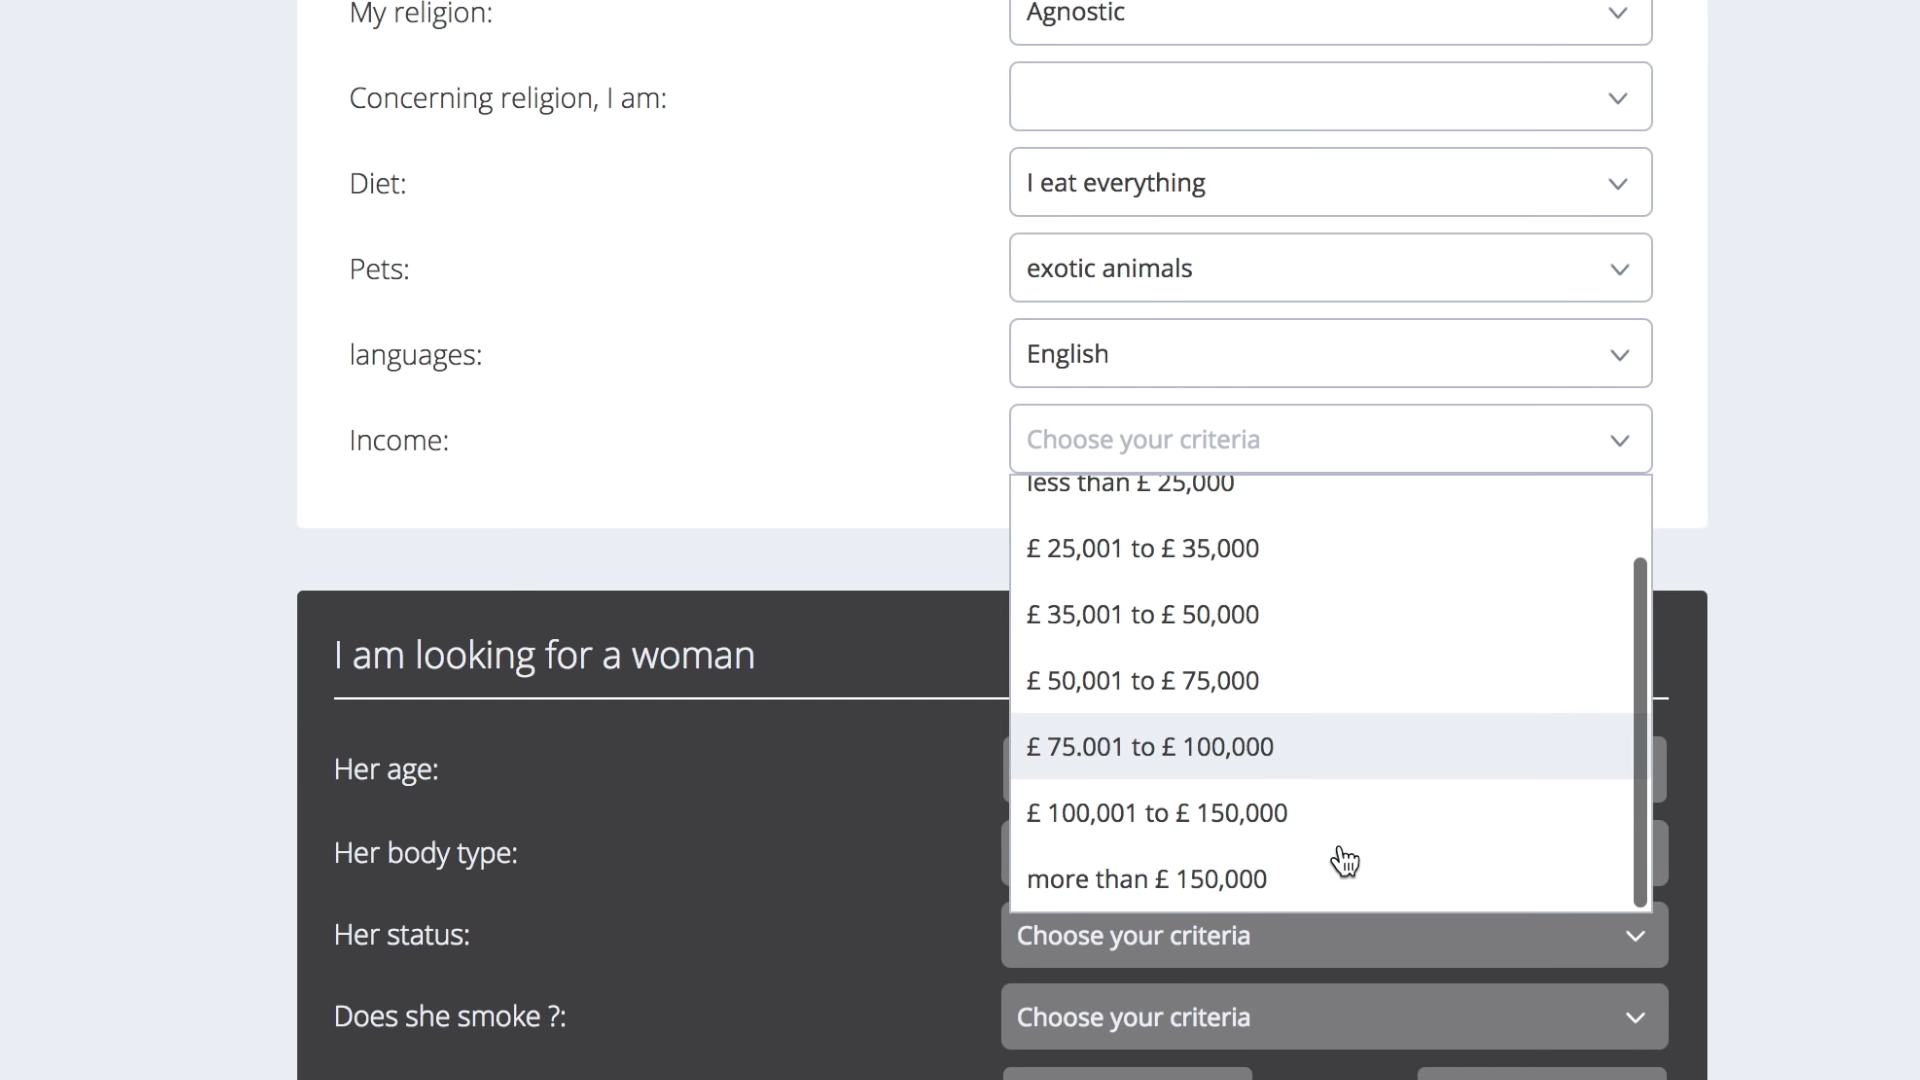 My religion:
Agnostic
Concerning religion, I am:
Diet:
I eat everything
Pets:
exotic animals
languages:
English
Income:
Choose your criteria
less than £ 25,000
£ 25,001 to £ 35,000
£ 35,001 to £ 50,000
£ 50,001 to £ 75,000
£ 75.001 to £ 100,000
£ 100,001 to £ 150,000
more than £ 150,000
I am looking for a woman
Her age:
Her body type:
Her status:
Choose your criteria
Does she smoke ?:
Choose your criteria